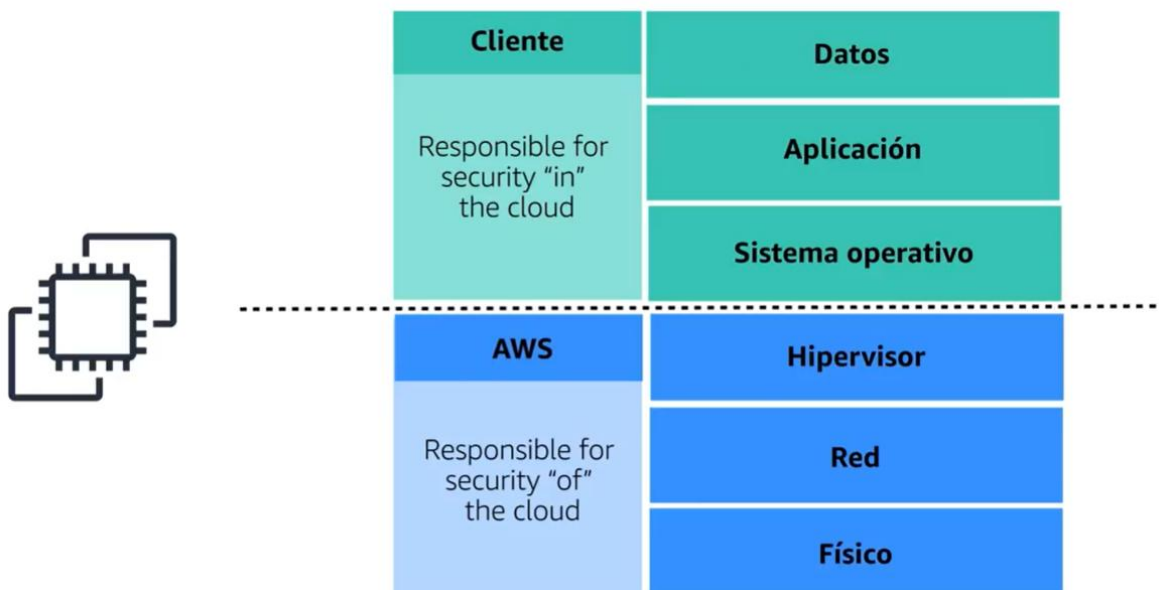 Cliente
Datos
Responsible for
security “in”
the cloud
Aplicación
Sistema operativo
AWS
Hipervisor
Responsible for
security “of”
the cloud
Red
Físico